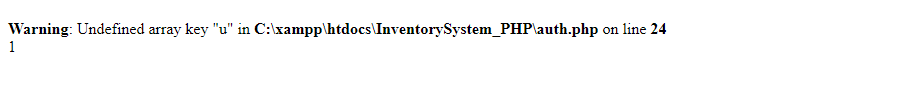 Warning: Undefined array key "u" in C:\xampp\htdocs\InventorySystem_PHP\auth.php on line 24
1